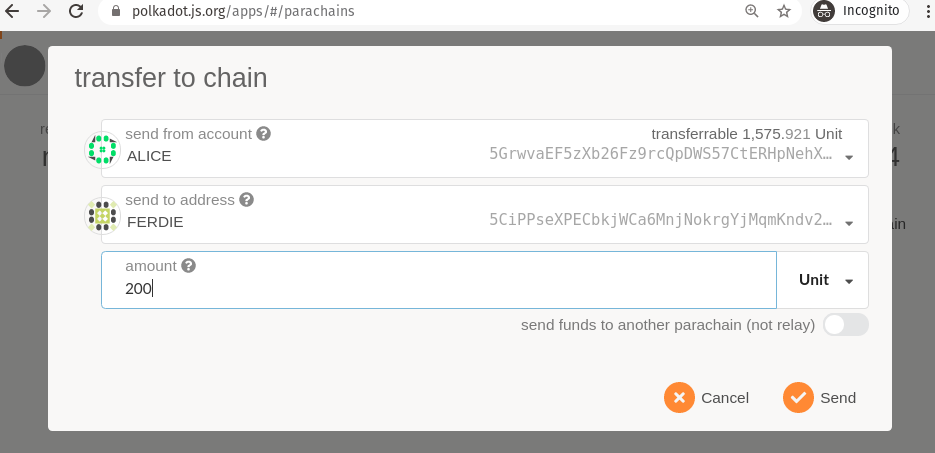 polkadot.js.org/apps/#/parachains
Incognito
transfer to chain
send from account
transferrable 1,575.921 Unit
ALICE
5GrwvaEF5zXb26Fz9rcQpDWS57CtERHpNehX…
send to address
FERDIE
5CiPPseXPECbkjWCa6MnjNokrgYjMqmKndv2…
amount
200
Unit
send funds to another parachain (not relay)
Cancel
Send